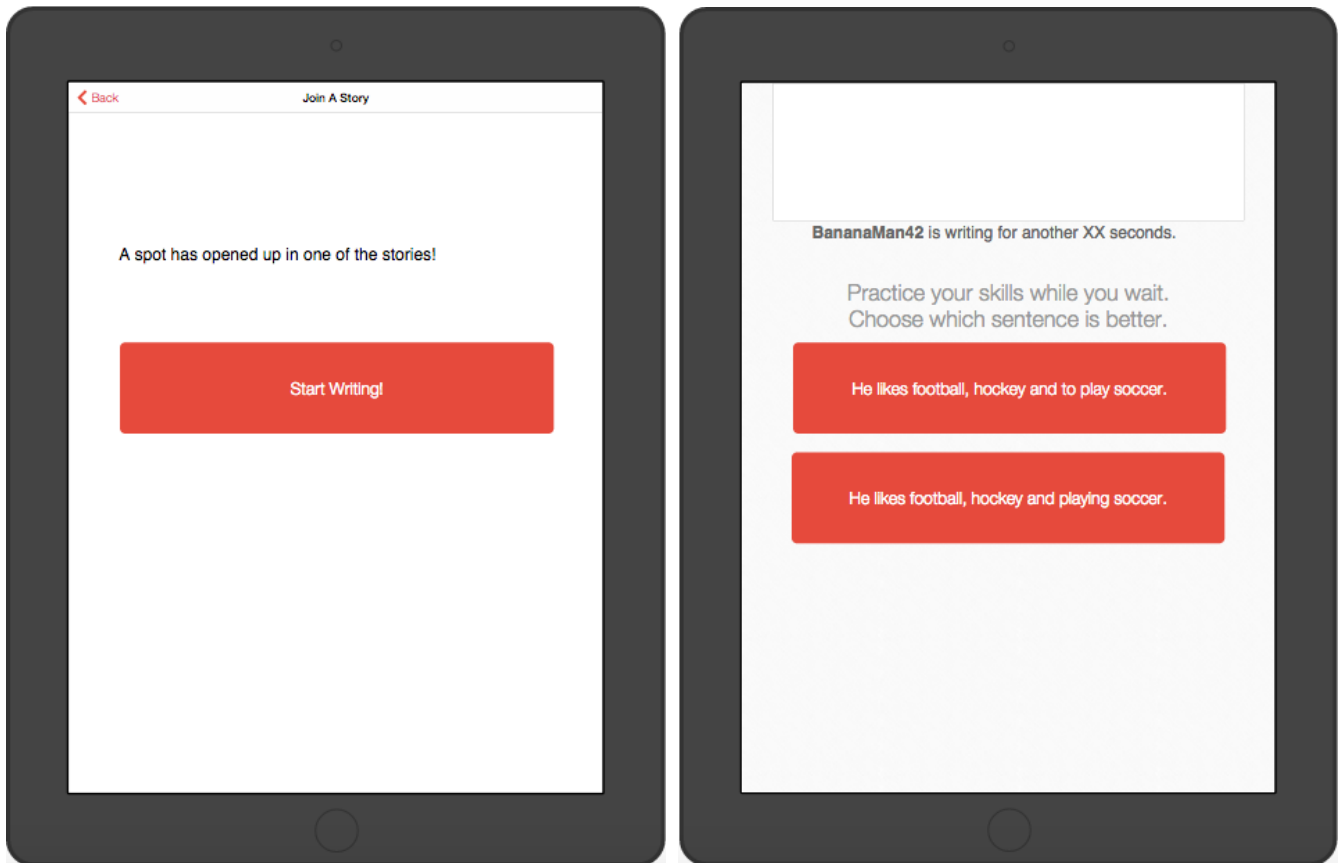 Back
Join A Story
A spot has opened up in one of the stories!
Start Writing!
BananaMan42 is writing for another XX seconds.
Practice your skills while you wait.
Choose which sentence is better.
He likes football, hockey and to play soccer.
He likes football, hockey and playing soccer.